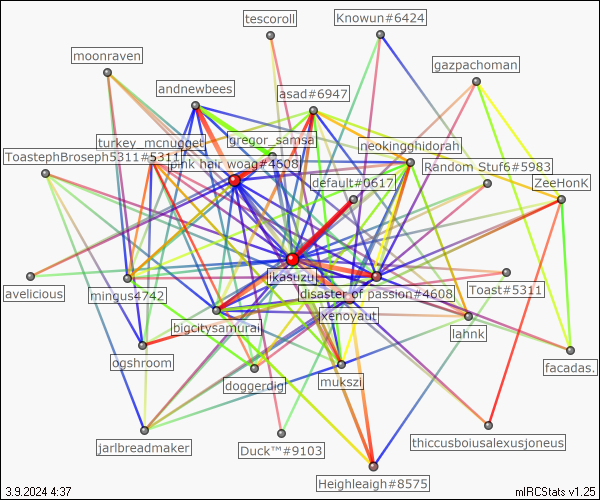 tescoroll
Knowun#6424
moonraven
gazpachoman
andnewbees
asad#6947
turkey_mcnugget
gregor_samsa
neokingghidorah
ToastephBroseph5311#5311
pink hair woag#4608
Random Stuf6#5983
default#0617
ZeeHonK
ikasuzu
avelicious
mingus4742
disaster of passion#4608
Toast#5311
xenoyaut
bigcitysamurai
lahnk
ogshroom
facadas.
doggerdig
mukszi
jarlbreadmaker
Duck™#9103
thiccusboiusalexusjoneus
Heighleaigh#8575
3.9.2024 4:37
mIRCStats v1.25